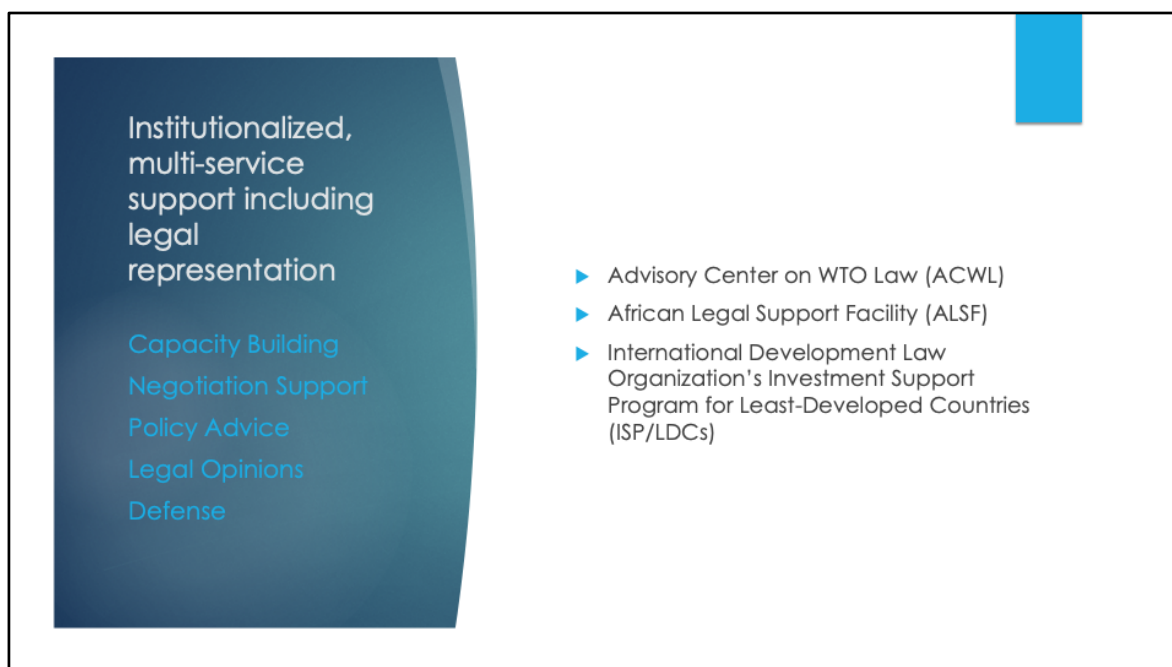 Institutionalized,
multi-service
support including
legal
representation
Capacity Building
Negotiation Support
Policy Advice
Legal Opinions
Defense
Advisory Center on WTO Law (ACWL)
African Legal Support Facility (ALSF)
International Development Law
Organization's Investment Support
Program for Least-Developed Countries
(ISP/LDCs)